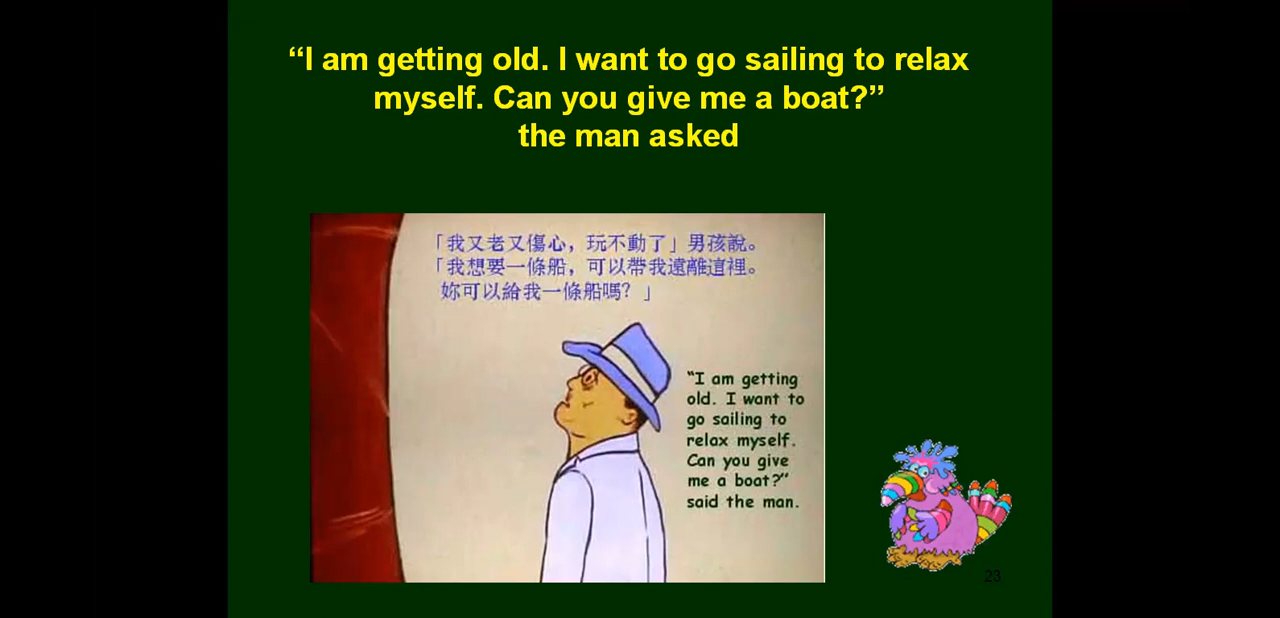 “I am getting old. I want to go sailing to relax
myself. Can you give me a boat?”
the man asked
「我又老又傷心，玩不動了」男孩說。
「我想要一條船，可以帶我遠離這裡。
妳可以給我一條船嗎？」
“I am getting
old. I want to
go sailing to
relax myself.
Can you give
me a boat?”
said the man.
23